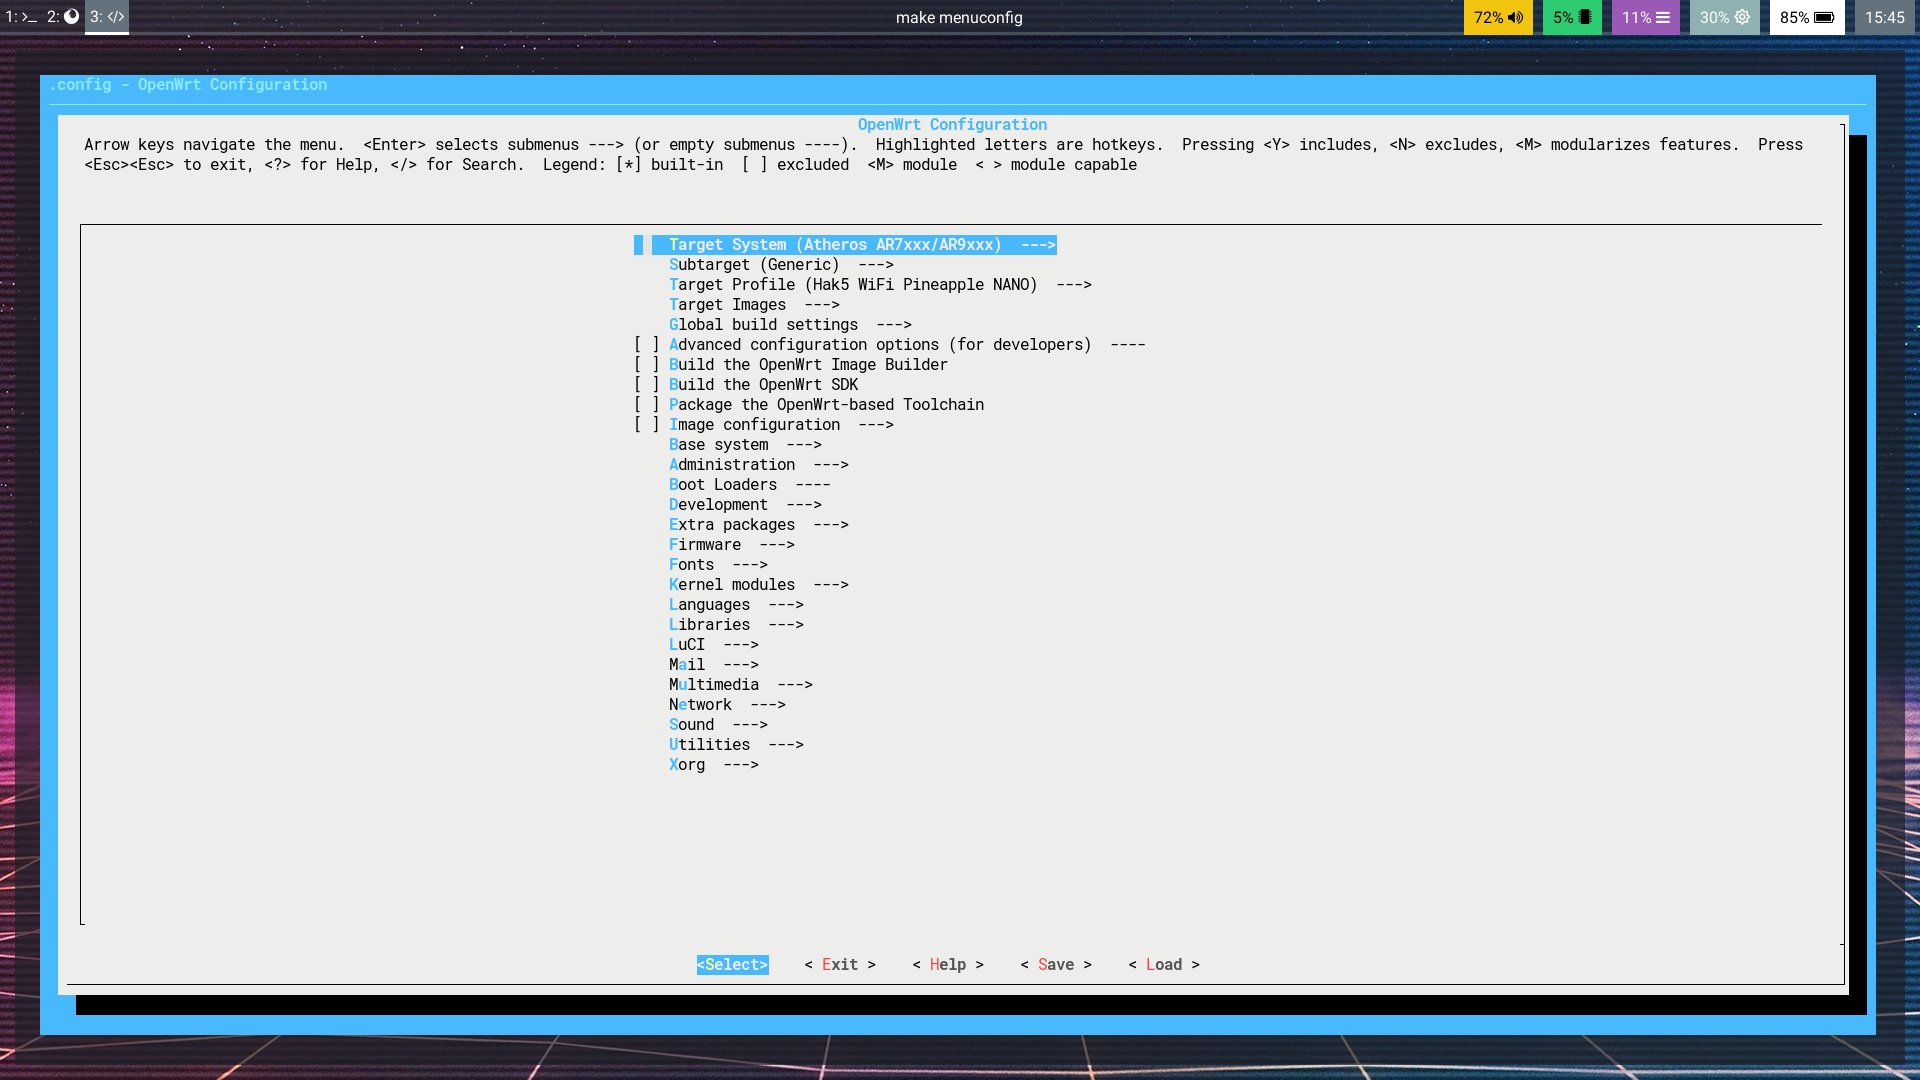 1: 2: 3: </> make menuconfig 72% 5% 11% 30% 85% 15:45
.config - OpenWrt Configuration
OpenWrt Configuration
Arrow keys navigate the menu.  <Enter> selects submenus ---> (or empty submenus ----).  Highlighted letters are hotkeys.  Pressing <Y> includes, <N> excludes, <M> modularizes features.  Press
<Esc><Esc> to exit, <?> for Help, </> for Search.  Legend: [*] built-in  [ ] excluded  <M> module  < > module capable
Target System (Atheros AR7xxx/AR9xxx)  --->
Subtarget (Generic)  --->
Target Profile (Hak5 WiFi Pineapple NANO)  --->
Target Images  --->
Global build settings  --->
[ ] Advanced configuration options (for developers)  ----
[ ] Build the OpenWrt Image Builder
[ ] Build the OpenWrt SDK
[ ] Package the OpenWrt-based Toolchain
[ ] Image configuration  --->
Base system  --->
Administration  --->
Boot Loaders  ----
Development  --->
Extra packages  --->
Firmware  --->
Fonts  --->
Kernel modules  --->
Languages  --->
Libraries  --->
LuCI  --->
Mail  --->
Multimedia  --->
Network  --->
Sound  --->
Utilities  --->
Xorg  --->
<Select>    < Exit >    < Help >    < Save >    < Load >